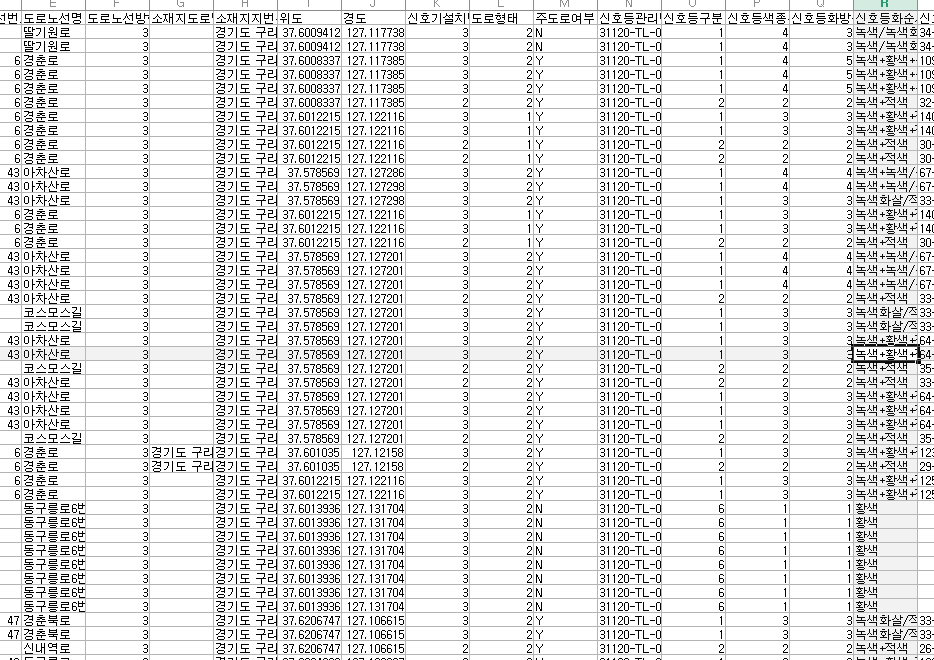 E F G H I J K L M N O P Q R
선번. 도로노선명 도로노선방 소재지도로 소재지지번. 위도 경도 신호기설치 도로형태 주도로여부 신호등관리 신호등구분 신호등색종 신호등화방 신호등화순 신
딸기원로 3 경기도 구리 37.6009412 127.117738 3 2 N 31120-TL-0 1 4 4 녹색/녹색화 34-
딸기원로 3 경기도 구리 37.6009412 127.117738 3 2 N 31120-TL-0 1 4 4 녹색/녹색화 34-
6 경춘로 3 경기도 구리 37.6008337 127.117385 3 2 Y 31120-TL-0 1 4 5 녹색+황색+ 109
6 경춘로 3 경기도 구리 37.6008337 127.117385 3 2 Y 31120-TL-0 1 4 5 녹색+황색+ 109
6 경춘로 3 경기도 구리 37.6008337 127.117385 3 2 Y 31120-TL-0 1 4 5 녹색+황색+ 109
6 경춘로 3 경기도 구리 37.6008337 127.117385 2 2 Y 31120-TL-0 2 2 2 녹색+적색 32-
6 경춘로 3 경기도 구리 37.6012215 127.122116 3 1 Y 31120-TL-0 1 3 3 녹색+황색+ 140
6 경춘로 3 경기도 구리 37.6012215 127.122116 3 1 Y 31120-TL-0 1 3 3 녹색+황색+ 140
6 경춘로 3 경기도 구리 37.6012215 127.122116 2 1 Y 31120-TL-0 2 2 2 녹색+적색 30-
6 경춘로 3 경기도 구리 37.6012215 127.122116 2 1 Y 31120-TL-0 2 2 2 녹색+적색 30-
43 아차산로 3 경기도 구리 37.578569 127.127286 3 2 Y 31120-TL-0 1 4 4 녹색+녹색/ 67-
43 아차산로 3 경기도 구리 37.578569 127.127298 3 2 Y 31120-TL-0 1 4 4 녹색+녹색/ 67-
43 아차산로 3 경기도 구리 37.578569 127.127298 3 2 Y 31120-TL-0 1 3 3 녹색화살/적 33-
6 경춘로 3 경기도 구리 37.6012215 127.122116 3 1 Y 31120-TL-0 1 3 3 녹색+황색+ 140
6 경춘로 3 경기도 구리 37.6012215 127.122116 3 1 Y 31120-TL-0 1 3 3 녹색+황색+ 140
6 경춘로 3 경기도 구리 37.6012215 127.122116 2 1 Y 31120-TL-0 2 2 2 녹색+적색 30-
43 아차산로 3 경기도 구리 37.578569 127.127201 3 2 Y 31120-TL-0 1 4 4 녹색+녹색/ 67-
43 아차산로 3 경기도 구리 37.578569 127.127201 3 2 Y 31120-TL-0 1 4 4 녹색+녹색/ 67-
43 아차산로 3 경기도 구리 37.578569 127.127201 3 2 Y 31120-TL-0 1 4 4 녹색+녹색/ 67-
43 아차산로 3 경기도 구리 37.578569 127.127201 2 2 Y 31120-TL-0 2 2 2 녹색+적색 33-
코스모스길 3 경기도 구리 37.578569 127.127201 3 2 Y 31120-TL-0 1 3 3 녹색화살/적 33-
코스모스길 3 경기도 구리 37.578569 127.127201 3 2 Y 31120-TL-0 1 3 3 녹색화살/적 33-
43 아차산로 3 경기도 구리 37.578569 127.127201 3 2 Y 31120-TL-0 1 3 3 녹색+황색+ 64-
43 아차산로 3 경기도 구리 37.578569 127.127201 3 2 Y 31120-TL-0 1 3 3 녹색+황색+ 64-
코스모스길 3 경기도 구리 37.578569 127.127201 2 2 Y 31120-TL-0 2 2 2 녹색+적색 35-
43 아차산로 3 경기도 구리 37.578569 127.127201 2 2 Y 31120-TL-0 2 2 2 녹색+적색 33-
43 아차산로 3 경기도 구리 37.578569 127.127201 3 2 Y 31120-TL-0 1 3 3 녹색+황색+ 64-
43 아차산로 3 경기도 구리 37.578569 127.127201 3 2 Y 31120-TL-0 1 3 3 녹색+황색+ 64-
43 아차산로 3 경기도 구리 37.578569 127.127201 3 2 Y 31120-TL-0 1 3 3 녹색+황색+ 64-
코스모스길 3 경기도 구리 37.578569 127.127201 2 2 Y 31120-TL-0 2 2 2 녹색+적색 35-
6 경춘로 3 경기도 구리 경기도 구리 37.601035 127.12158 3 2 Y 31120-TL-0 1 3 3 녹색+황색+ 123
6 경춘로 3 경기도 구리 경기도 구리 37.601035 127.12158 2 2 Y 31120-TL-0 2 2 2 녹색+적색 29-
6 경춘로 3 경기도 구리 37.6012215 127.122116 3 2 Y 31120-TL-0 1 3 3 녹색+황색+ 125
6 경춘로 3 경기도 구리 37.6012215 127.122116 3 2 Y 31120-TL-0 1 3 3 녹색+황색+ 125
동구릉로6번 3 경기도 구리 37.6013936 127.131704 3 2 N 31120-TL-0 6 1 1 황색
동구릉로6번 3 경기도 구리 37.6013936 127.131704 3 2 N 31120-TL-0 6 1 1 황색
동구릉로6번 3 경기도 구리 37.6013936 127.131704 3 2 N 31120-TL-0 6 1 1 황색
동구릉로6번 3 경기도 구리 37.6013936 127.131704 3 2 N 31120-TL-0 6 1 1 황색
동구릉로6번 3 경기도 구리 37.6013936 127.131704 3 2 N 31120-TL-0 6 1 1 황색
동구릉로6번 3 경기도 구리 37.6013936 127.131704 3 2 N 31120-TL-0 6 1 1 황색
동구릉로6번 3 경기도 구리 37.6013936 127.131704 3 2 N 31120-TL-0 6 1 1 황색
동구릉로6번 3 경기도 구리 37.6013936 127.131704 3 2 N 31120-TL-0 6 1 1 황색
47 경춘북로 3 경기도 구리 37.6206747 127.106615 3 2 Y 31120-TL-0 1 3 3 녹색화살/적 33-
47 경춘북로 3 경기도 구리 37.6206747 127.106615 3 2 Y 31120-TL-0 1 3 3 녹색화살/적 33-
신내역로 3 경기도 구리 37.6206747 127.106615 2 2 Y 31120-TL-0 2 2 2 녹색+적색 26-